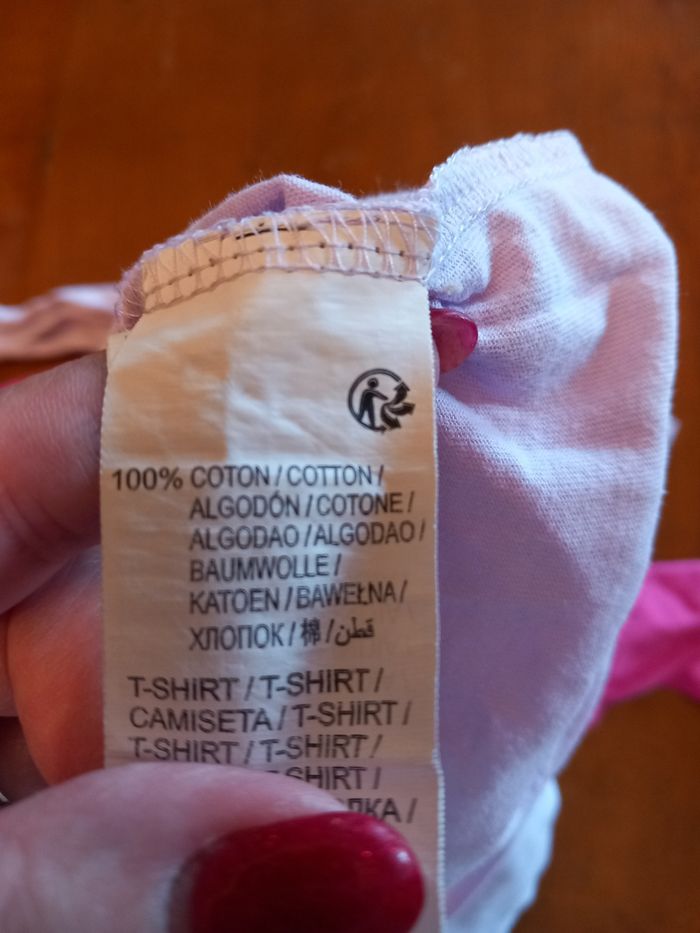 100% COTON / COTTON /
ALGODÓN / COTONE /
ALGODAO / ALGODAO /
BAUMWOLLE /
KATOEN / BAWEŁNA /
ХЛОПОК / 棉 / قطن
T-SHIRT / T-SHIRT /
CAMISETA / T-SHIRT /
T-SHIRT / T-SHIRT /